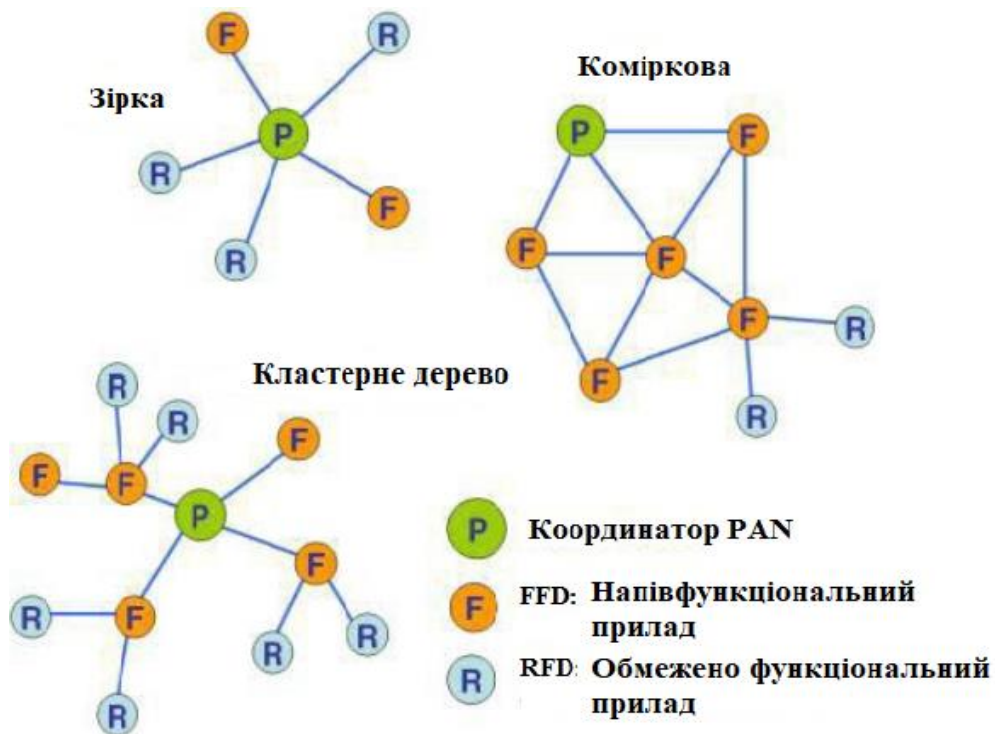 Зірка
F
R
P
R
F
R
Коміркова
P
F
F
F
F
F
R
R
Кластерне дерево
R
R
F
F
F
P
F
R
F
R
R
R
P Координатор PAN
F FFD: Напівфункціональний
прилад
R RFD: Обмежено функціональний
прилад